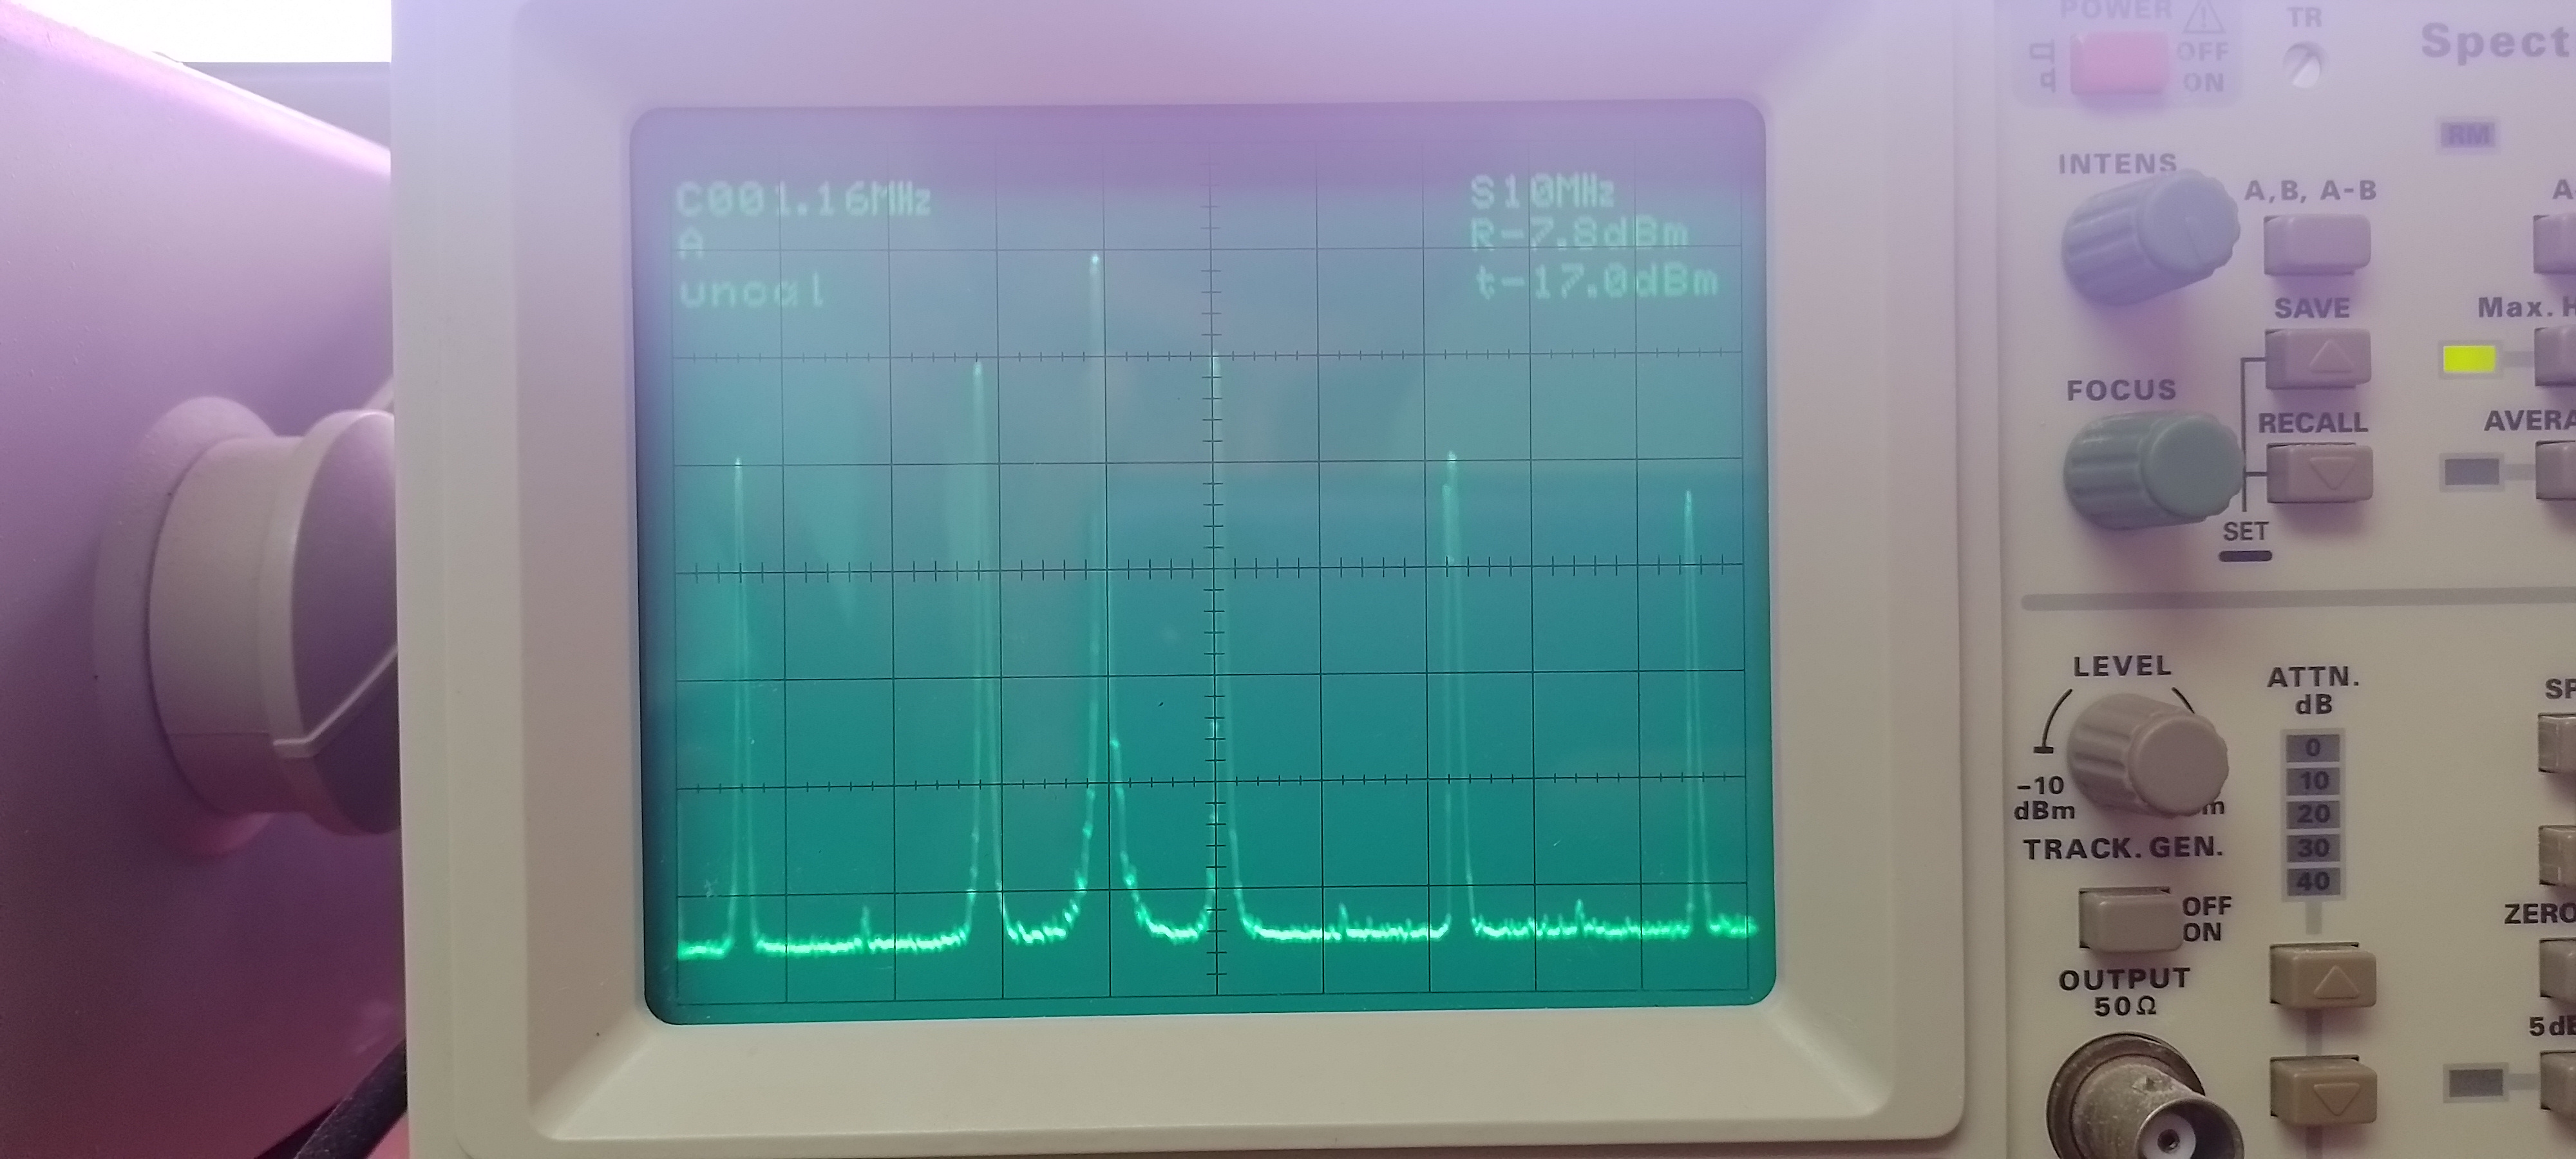 C001.16MHz
A
uncal
S10MHz
R-7.8dBm
t-17.0dBm
POWER
OFF
ON
TR
Spect
RM
INTENS
A,B, A-B
A
SAVE
Max. H
FOCUS
RECALL
AVERA
SET
LEVEL
ATTN.
dB
0
10
20
30
40
-10
dBm
m
TRACK. GEN.
OFF
ON
OUTPUT
50Ω
SP
ZERO
5dB